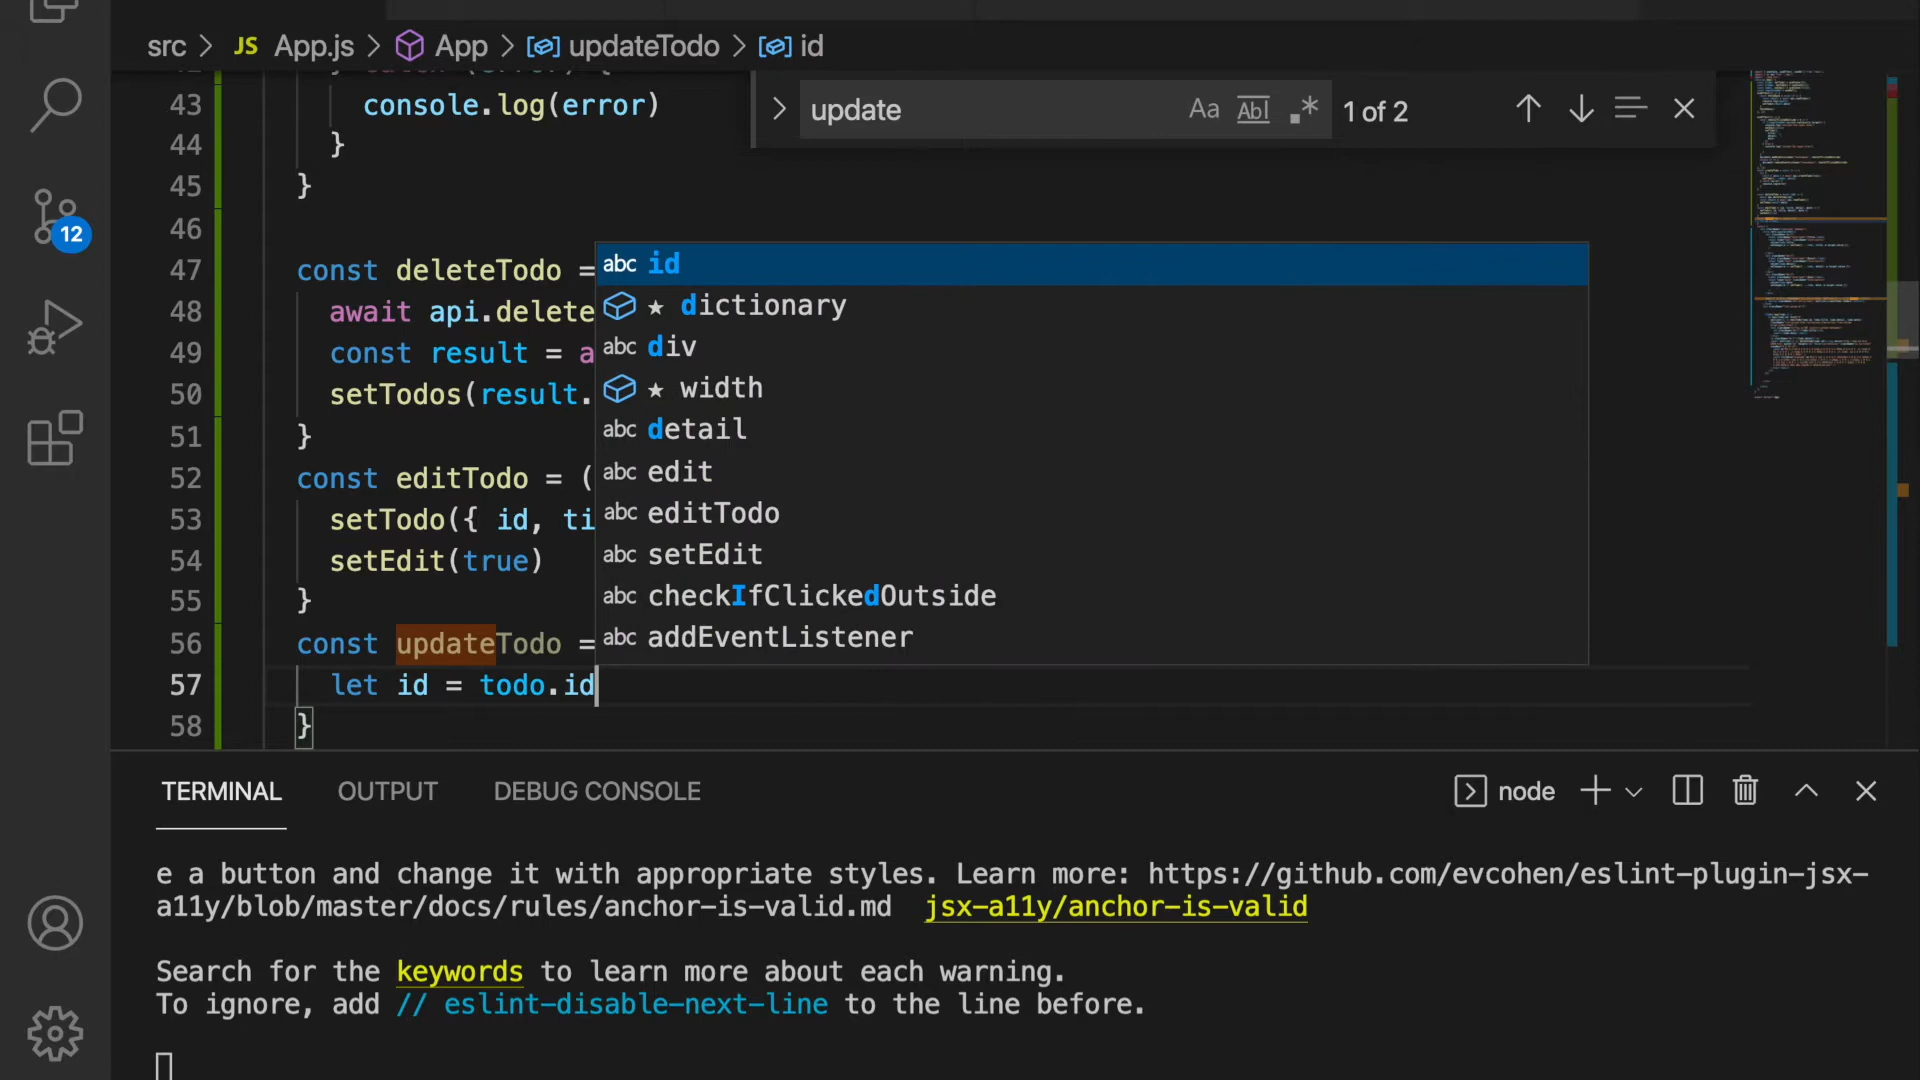 src > JS App.js > App > updateTodo > id
update Aa Abl .* 1 of 2
43 console.log(error)
44 }
45 }
46
47 const deleteTodo =
48 await api.delete
49 const result = a
50 setTodos(result.
51 }
52 const editTodo = (
53 setTodo({ id, ti
54 setEdit(true)
55 }
56 const updateTodo =
57 let id = todo.id
58 }
abc id
★ dictionary
abc div
★ width
abc detail
abc edit
abc editTodo
abc setEdit
abc checkIfClickedOutside
abc addEventListener
12
TERMINAL OUTPUT DEBUG CONSOLE node
e a button and change it with appropriate styles. Learn more: https://github.com/evcohen/eslint-plugin-jsx-
a11y/blob/master/docs/rules/anchor-is-valid.md jsx-a11y/anchor-is-valid
Search for the keywords to learn more about each warning.
To ignore, add // eslint-disable-next-line to the line before.